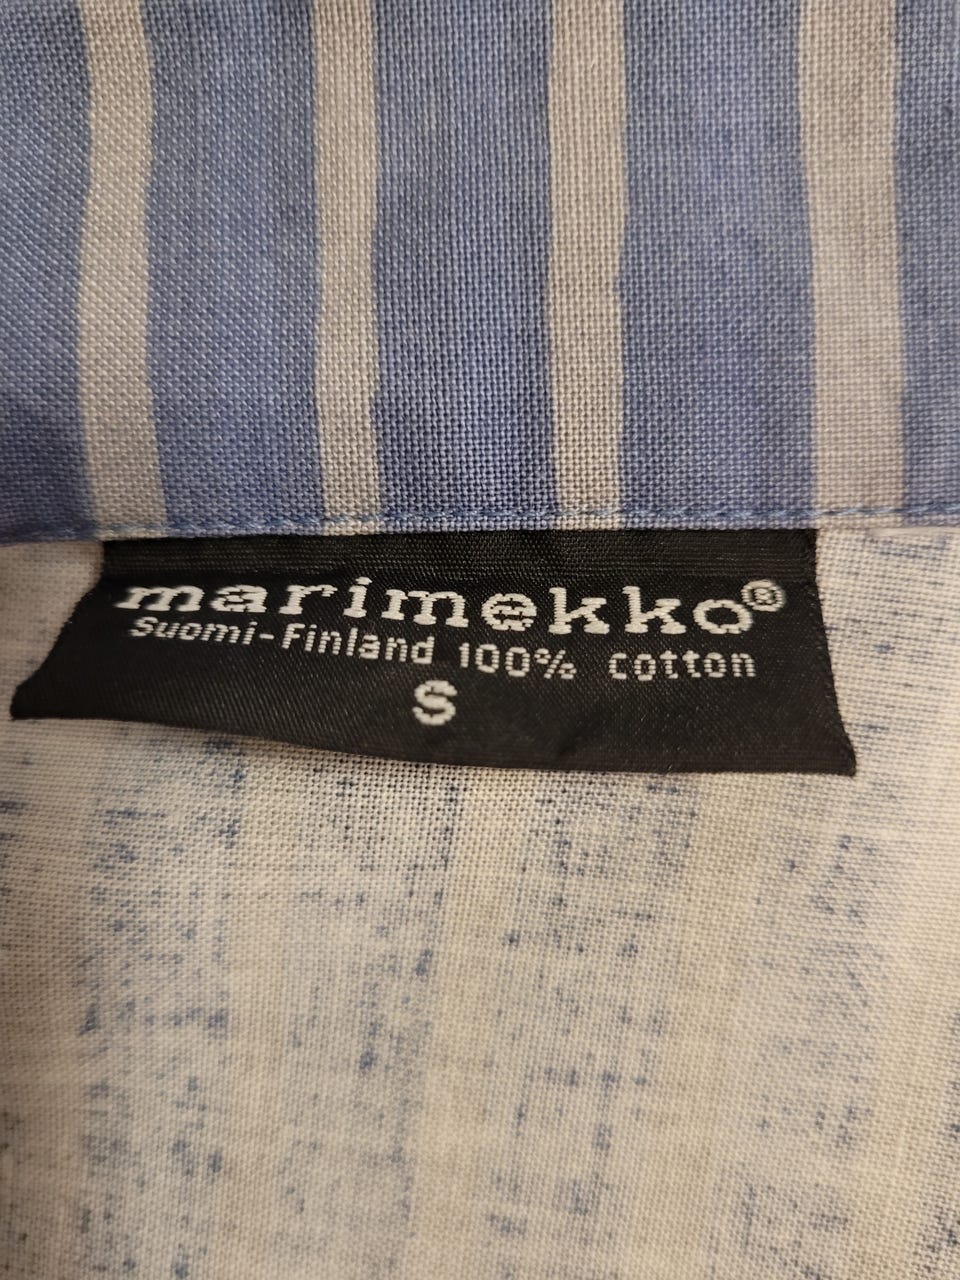 marimekko®
Suomi-Finland 100% cotton
S